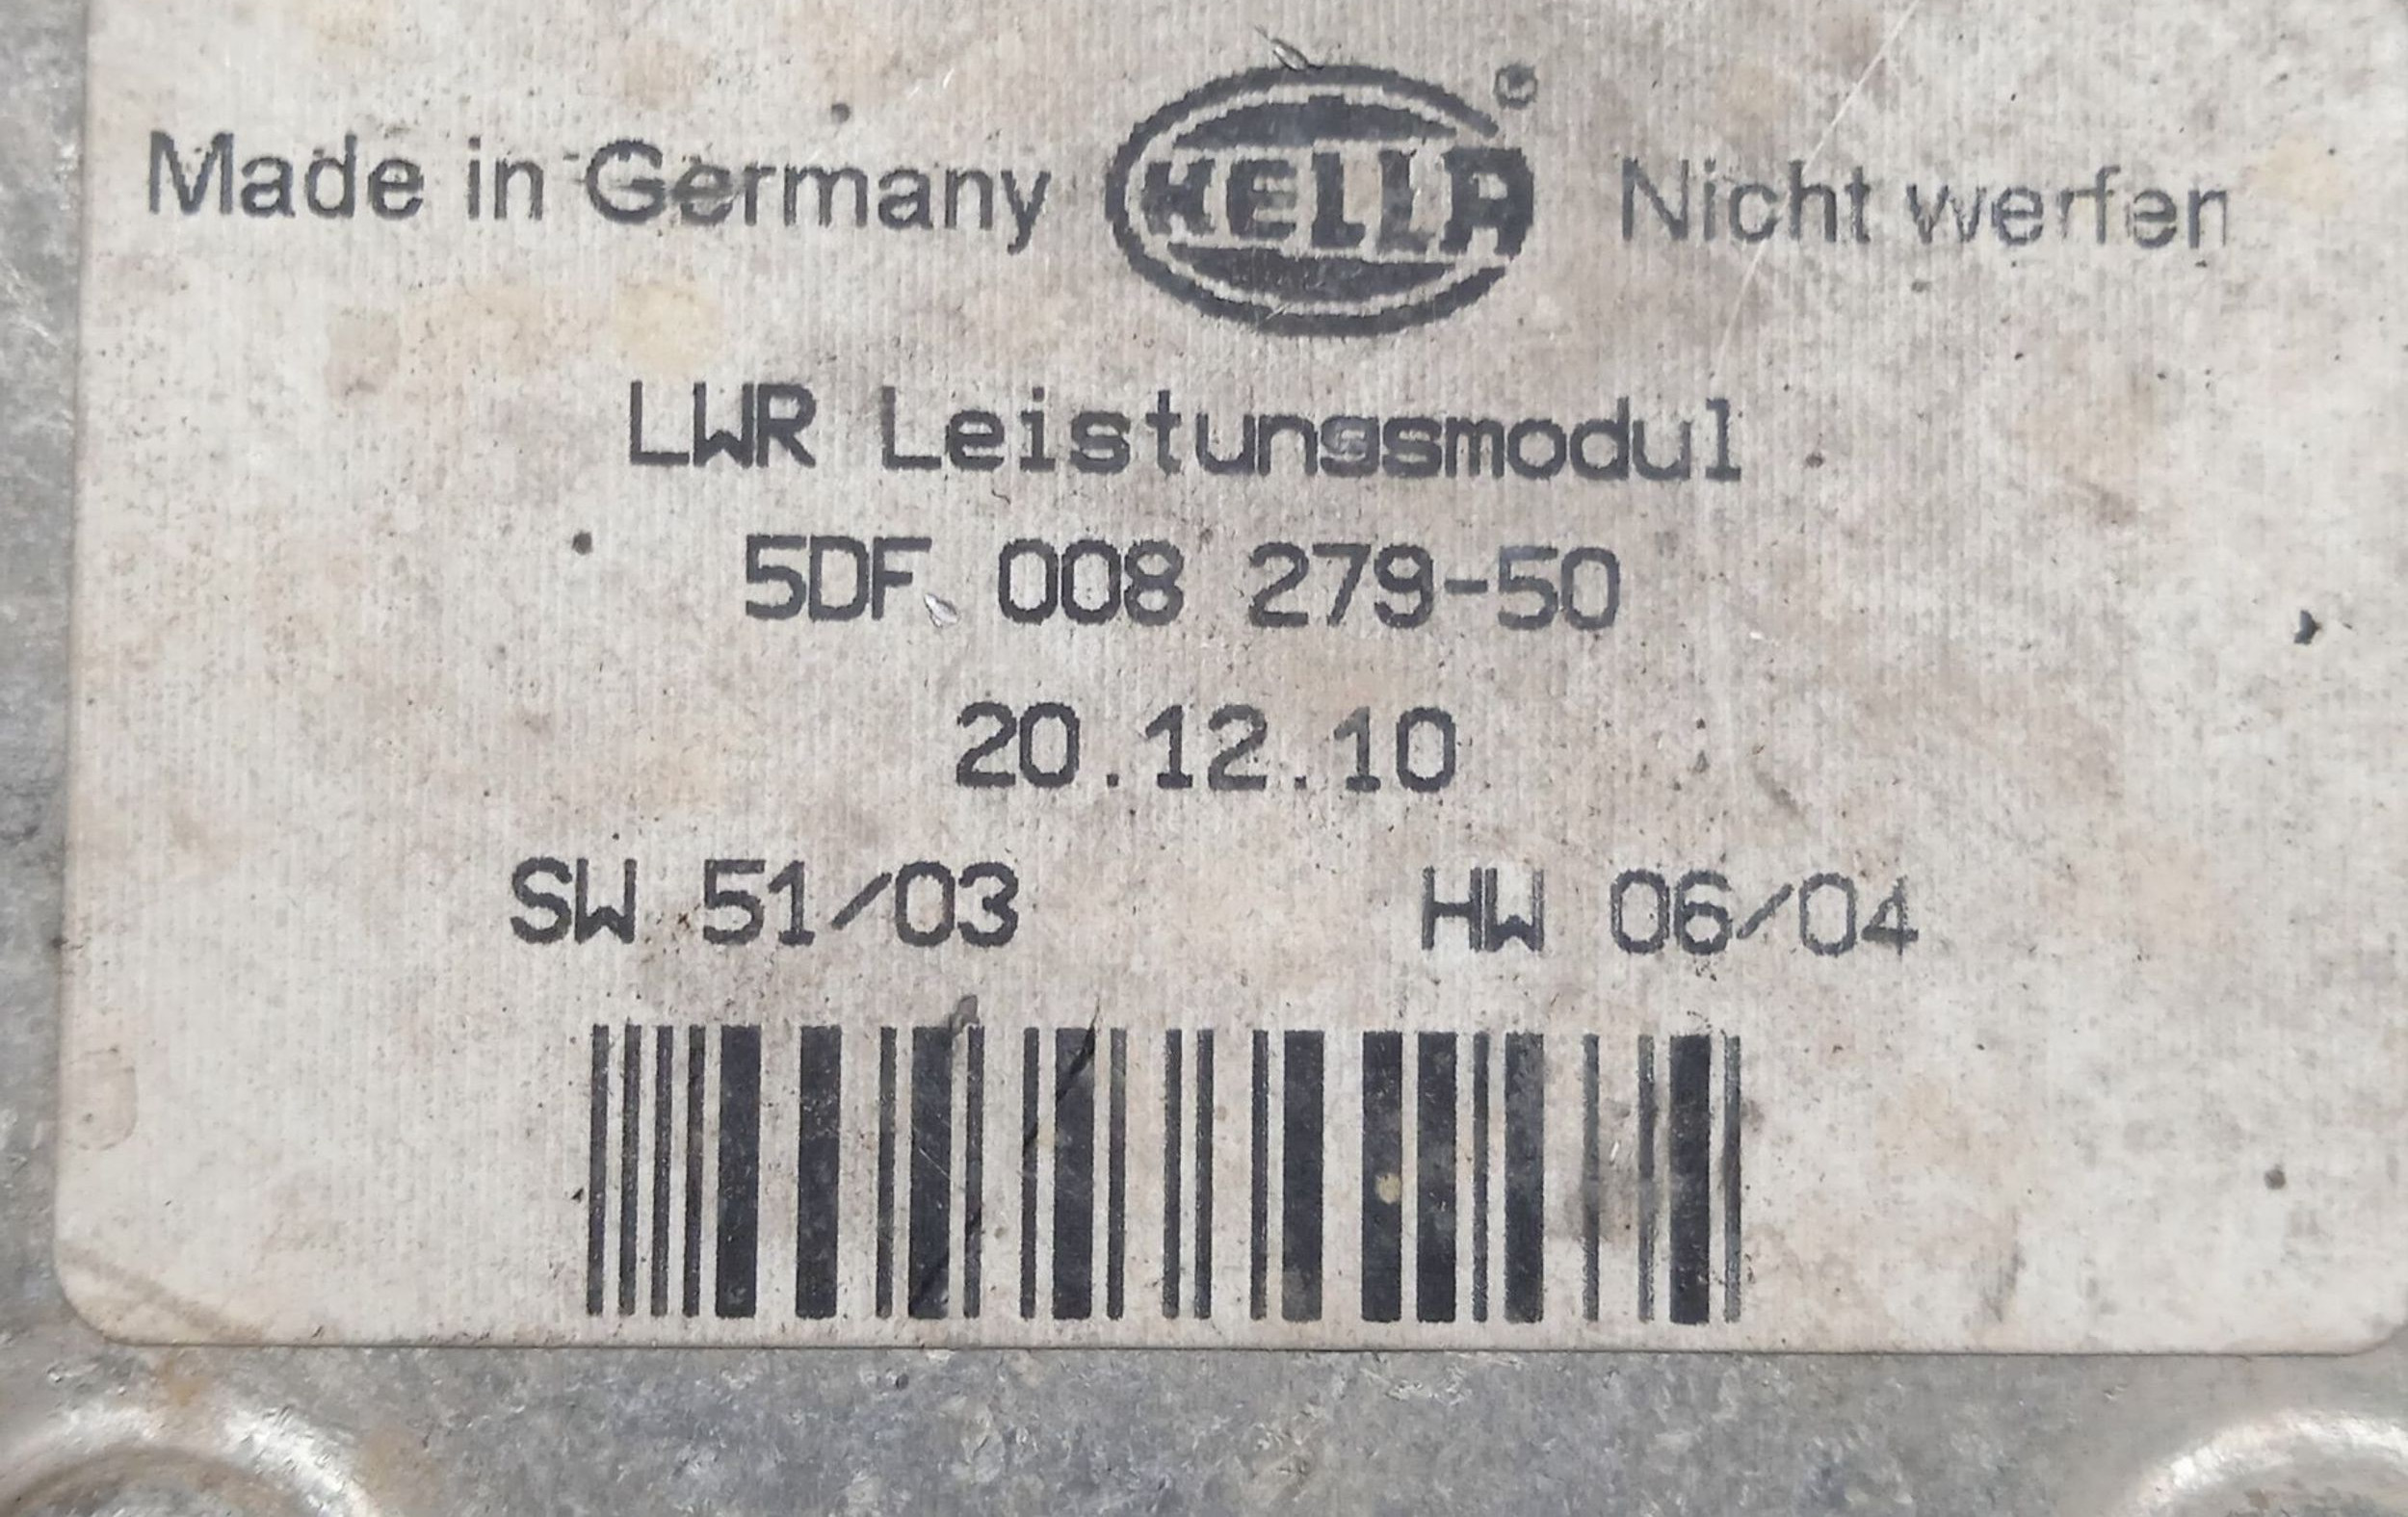 Made in Germany HELLA® Nicht werfen
LWR Leistungsmodul
5DF 008 279-50
20.12.10
SW 51/03 HW 06/04